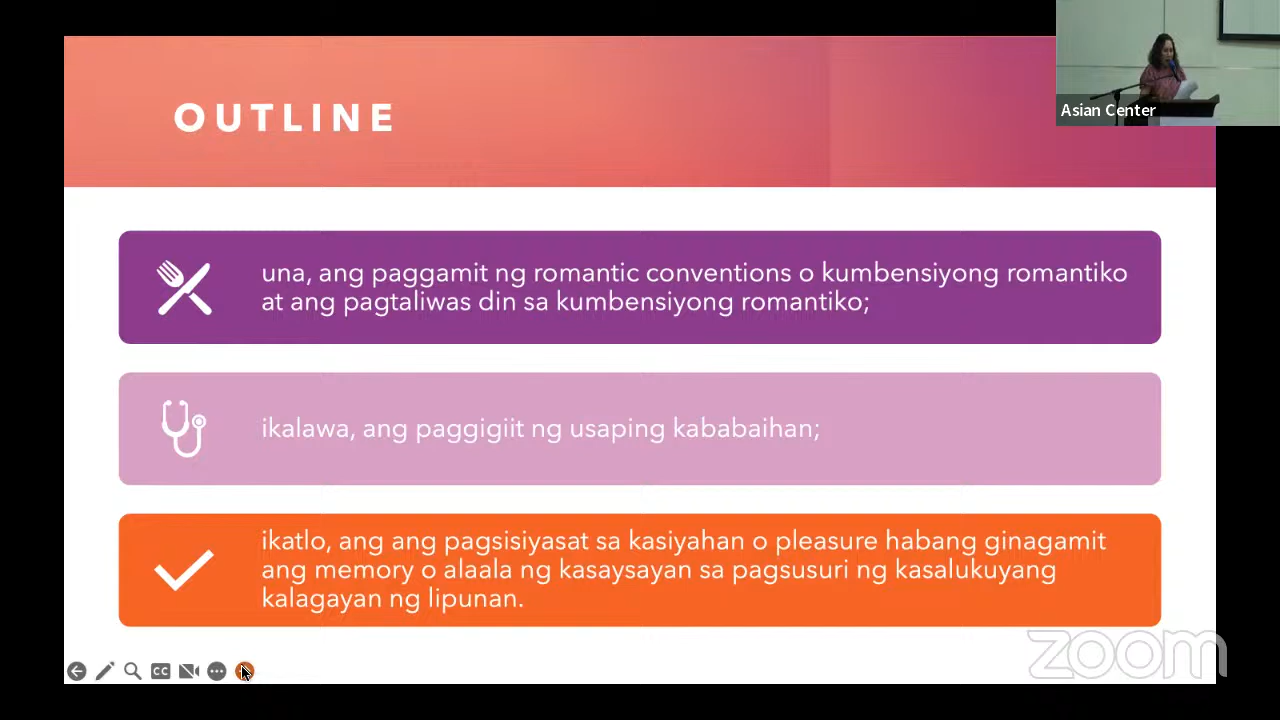 OUTLINE
Asian Center
una, ang paggamit ng romantic conventions o kumbensiyong romantiko
at ang pagtaliwas din sa kumbensiyong romantiko;
ikalawa, ang paggigiit ng usaping kababaihan;
ikatlo, ang ang pagsisiyasat sa kasiyahan o pleasure habang ginagamit
ang memory o alaala ng kasaysayan sa pagsusuri ng kasalukuyang
kalagayan ng lipunan.
CC
zoom